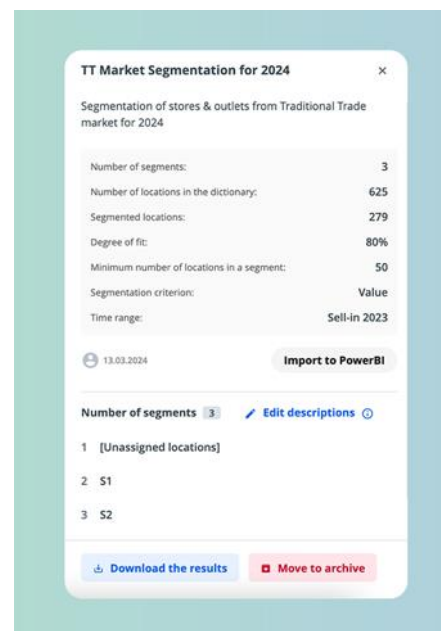 TT Market Segmentation for 2024
Segmentation of stores & outlets from Traditional Trade
market for 2024
Number of segments: 3
Number of locations in the dictionary: 625
Segmented locations: 279
Degree of fit: 80%
Minimum number of locations in a segment: 50
Segmentation criterion: Value
Time range: Sell-in 2023
13.03.2024 Import to PowerBI
Number of segments 3 Edit descriptions
1 [Unassigned locations]
2 S1
3 S2
Download the results Move to archive